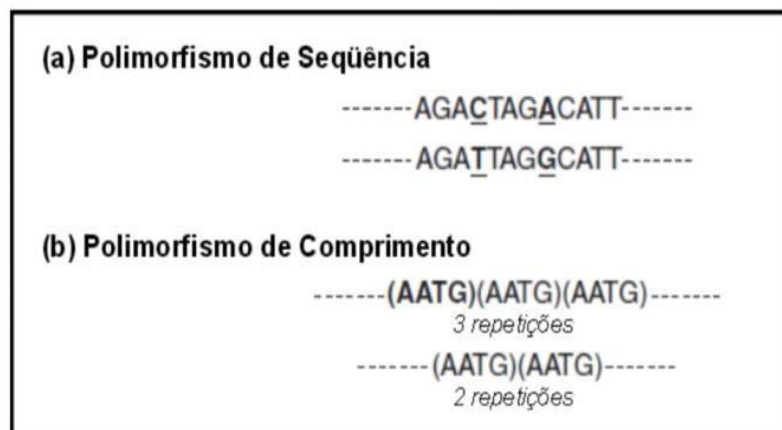 (a) Polimorfismo de Seqüência
-------AGACTAGACATT-------
-------AGATTAGGCATT-------
(b) Polimorfismo de Comprimento
-------(AATG)(AATG)(AATG)-------
3 repetições
-------(AATG)(AATG)-------
2 repetições